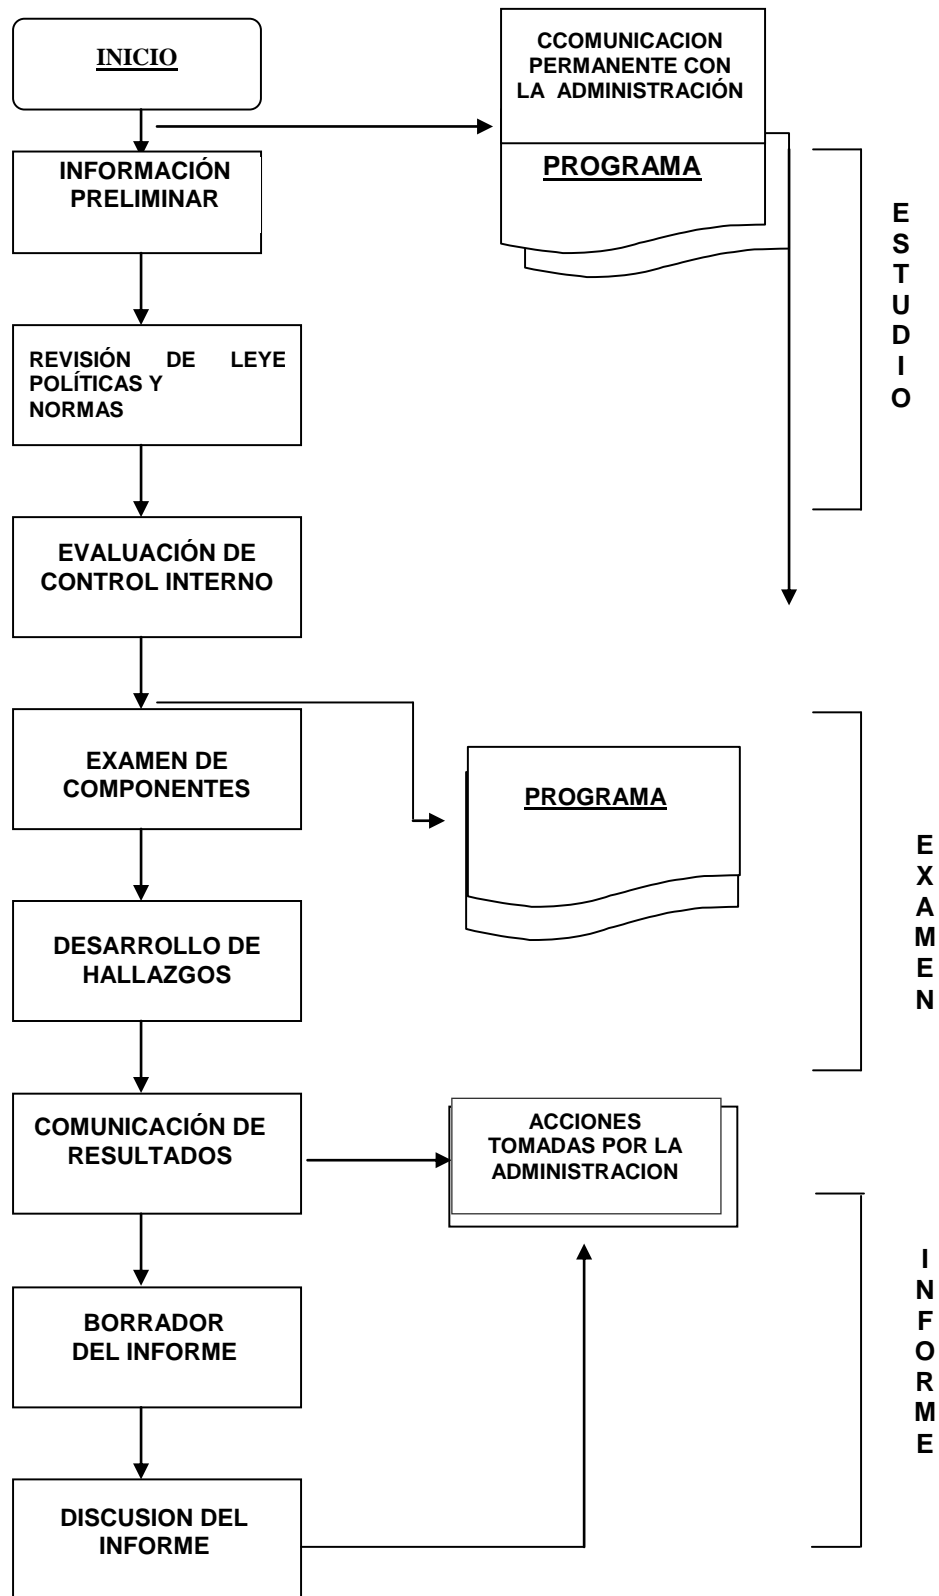 INICIO
CCOMUNICACION
PERMANENTE CON
LA ADMINISTRACIÓN
PROGRAMA
INFORMACIÓN
PRELIMINAR
REVISIÓN DE LEYE
POLÍTICAS Y
NORMAS
EVALUACIÓN DE
CONTROL INTERNO
E
S
T
U
D
I
O
EXAMEN DE
COMPONENTES
PROGRAMA
DESARROLLO DE
HALLAZGOS
E
X
A
M
E
N
COMUNICACIÓN DE
RESULTADOS
ACCIONES
TOMADAS POR LA
ADMINISTRACION
BORRADOR
DEL INFORME
DISCUSION DEL
INFORME
I
N
F
O
R
M
E